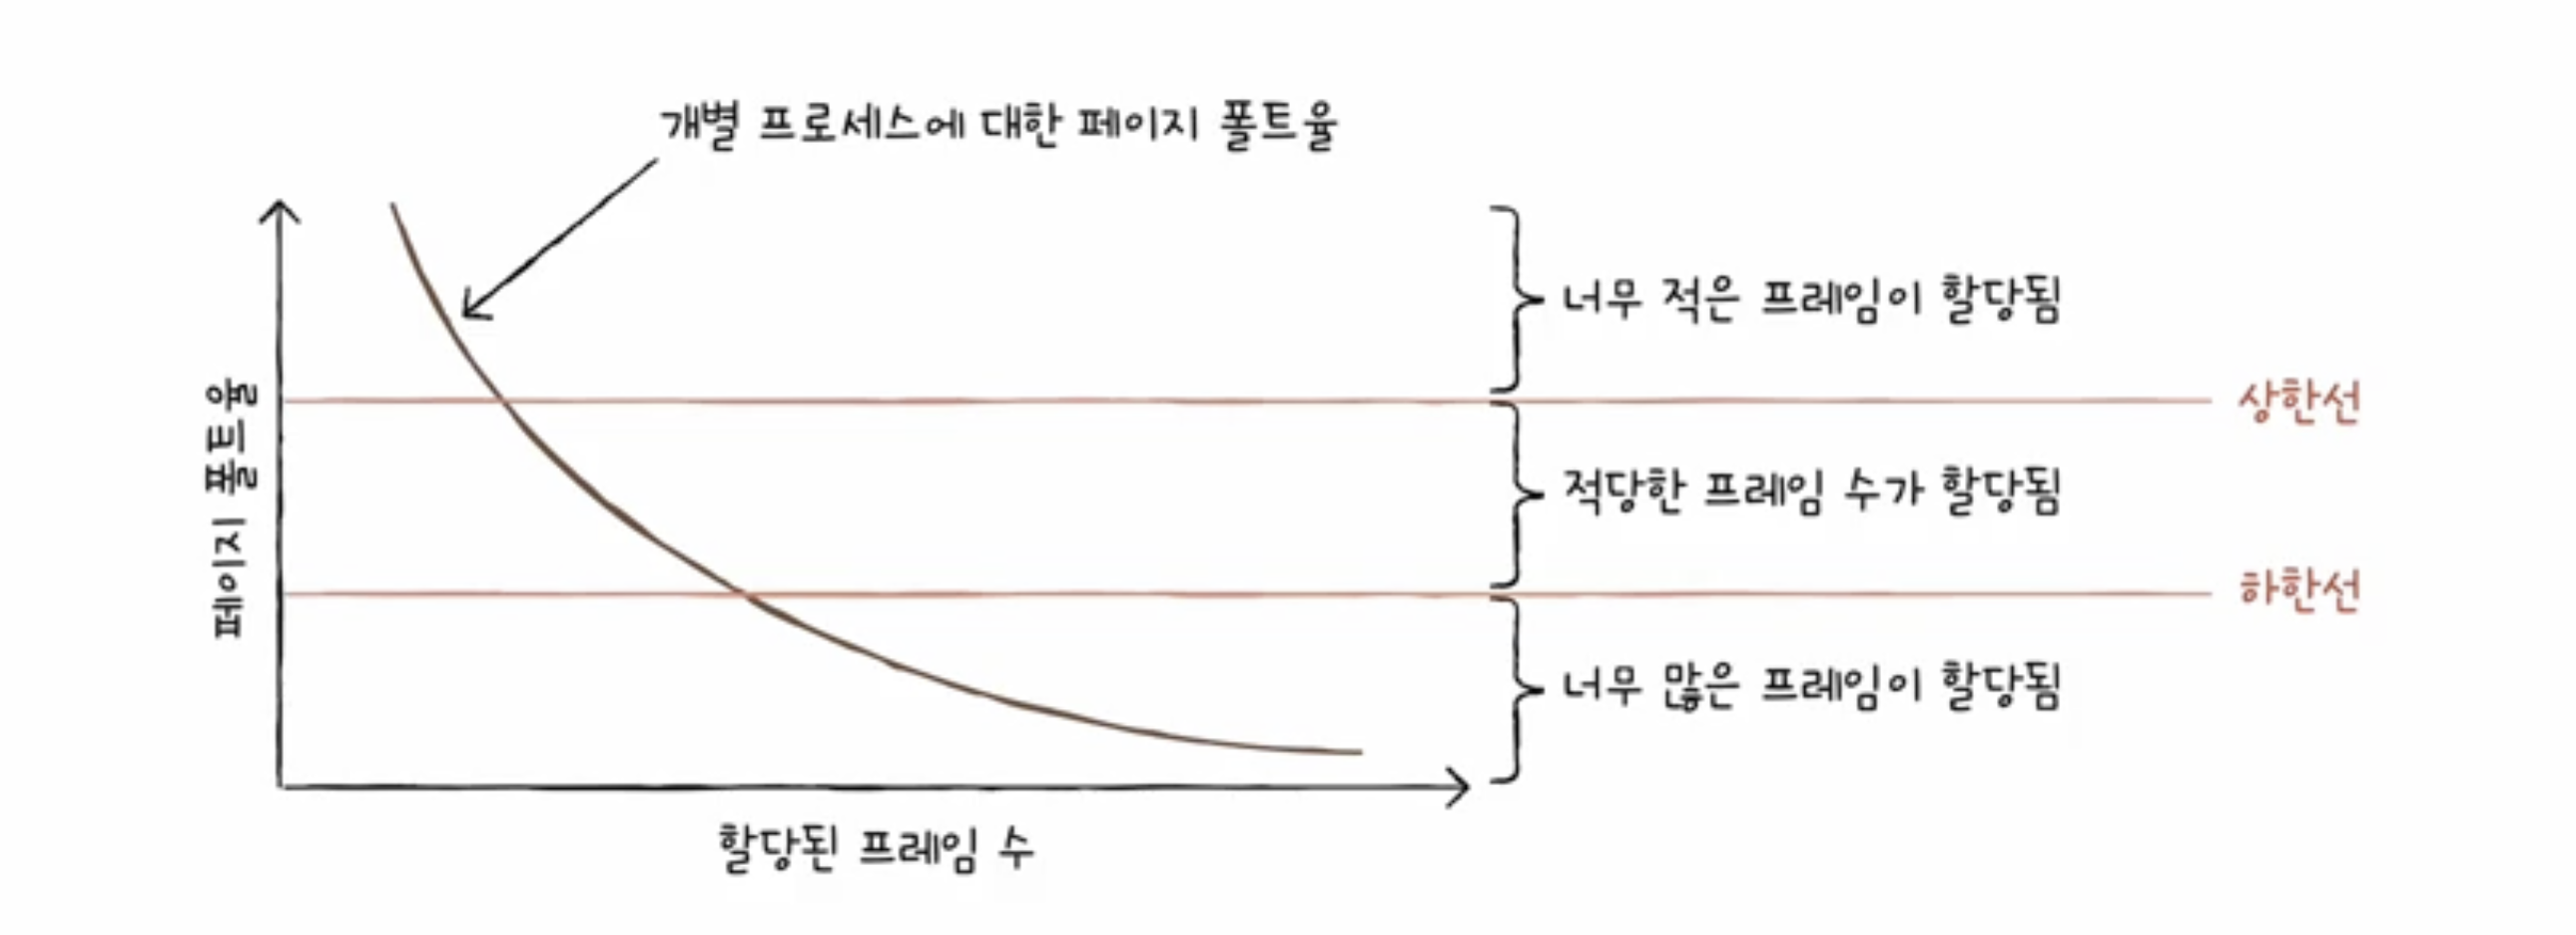 개별 프로세스에 대한 페이지 폴트율
페이지 폴트율
너무 적은 프레임이 할당됨
상한선
적당한 프레임 수가 할당됨
하한선
너무 많은 프레임이 할당됨
할당된 프레임 수